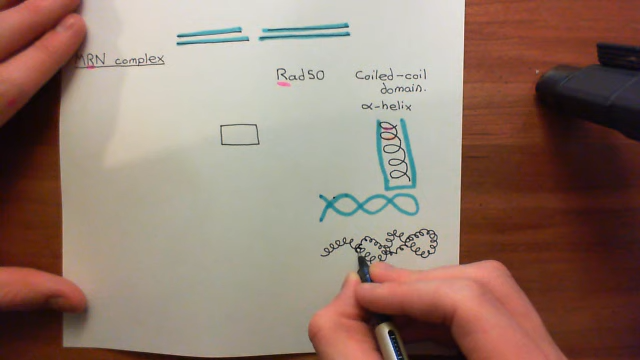 MRN complex
Rad50
Coiled-coil
domain.
α-helix